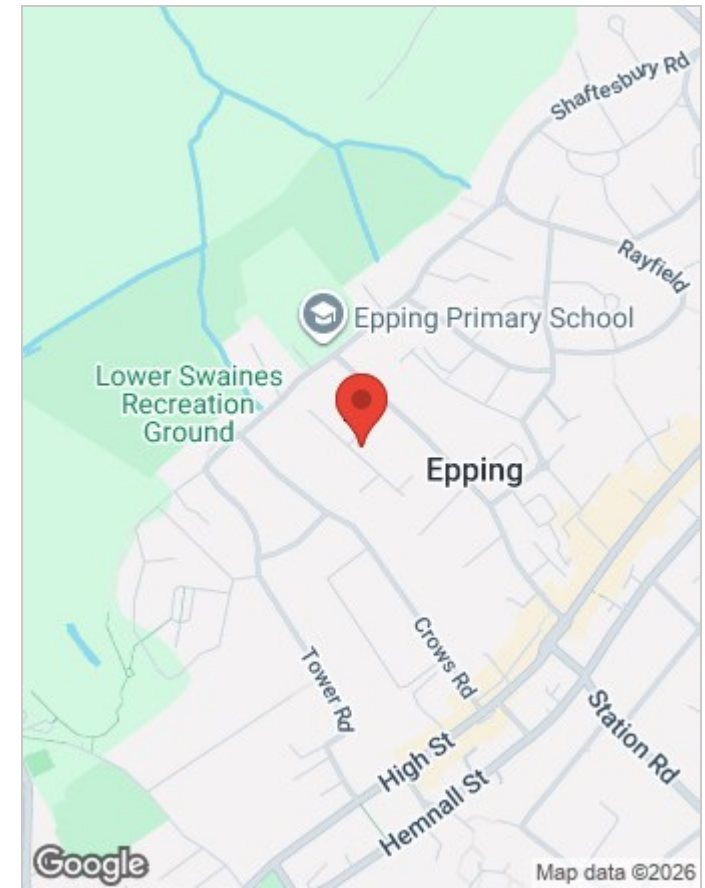 Shaftesbury Rd
Rayfield
Epping Primary School
Lower Swaines
Recreation
Ground
Epping
Crows Rd
Tower Rd
Station Rd
High St
Hemnall St
Google
Map data ©2026